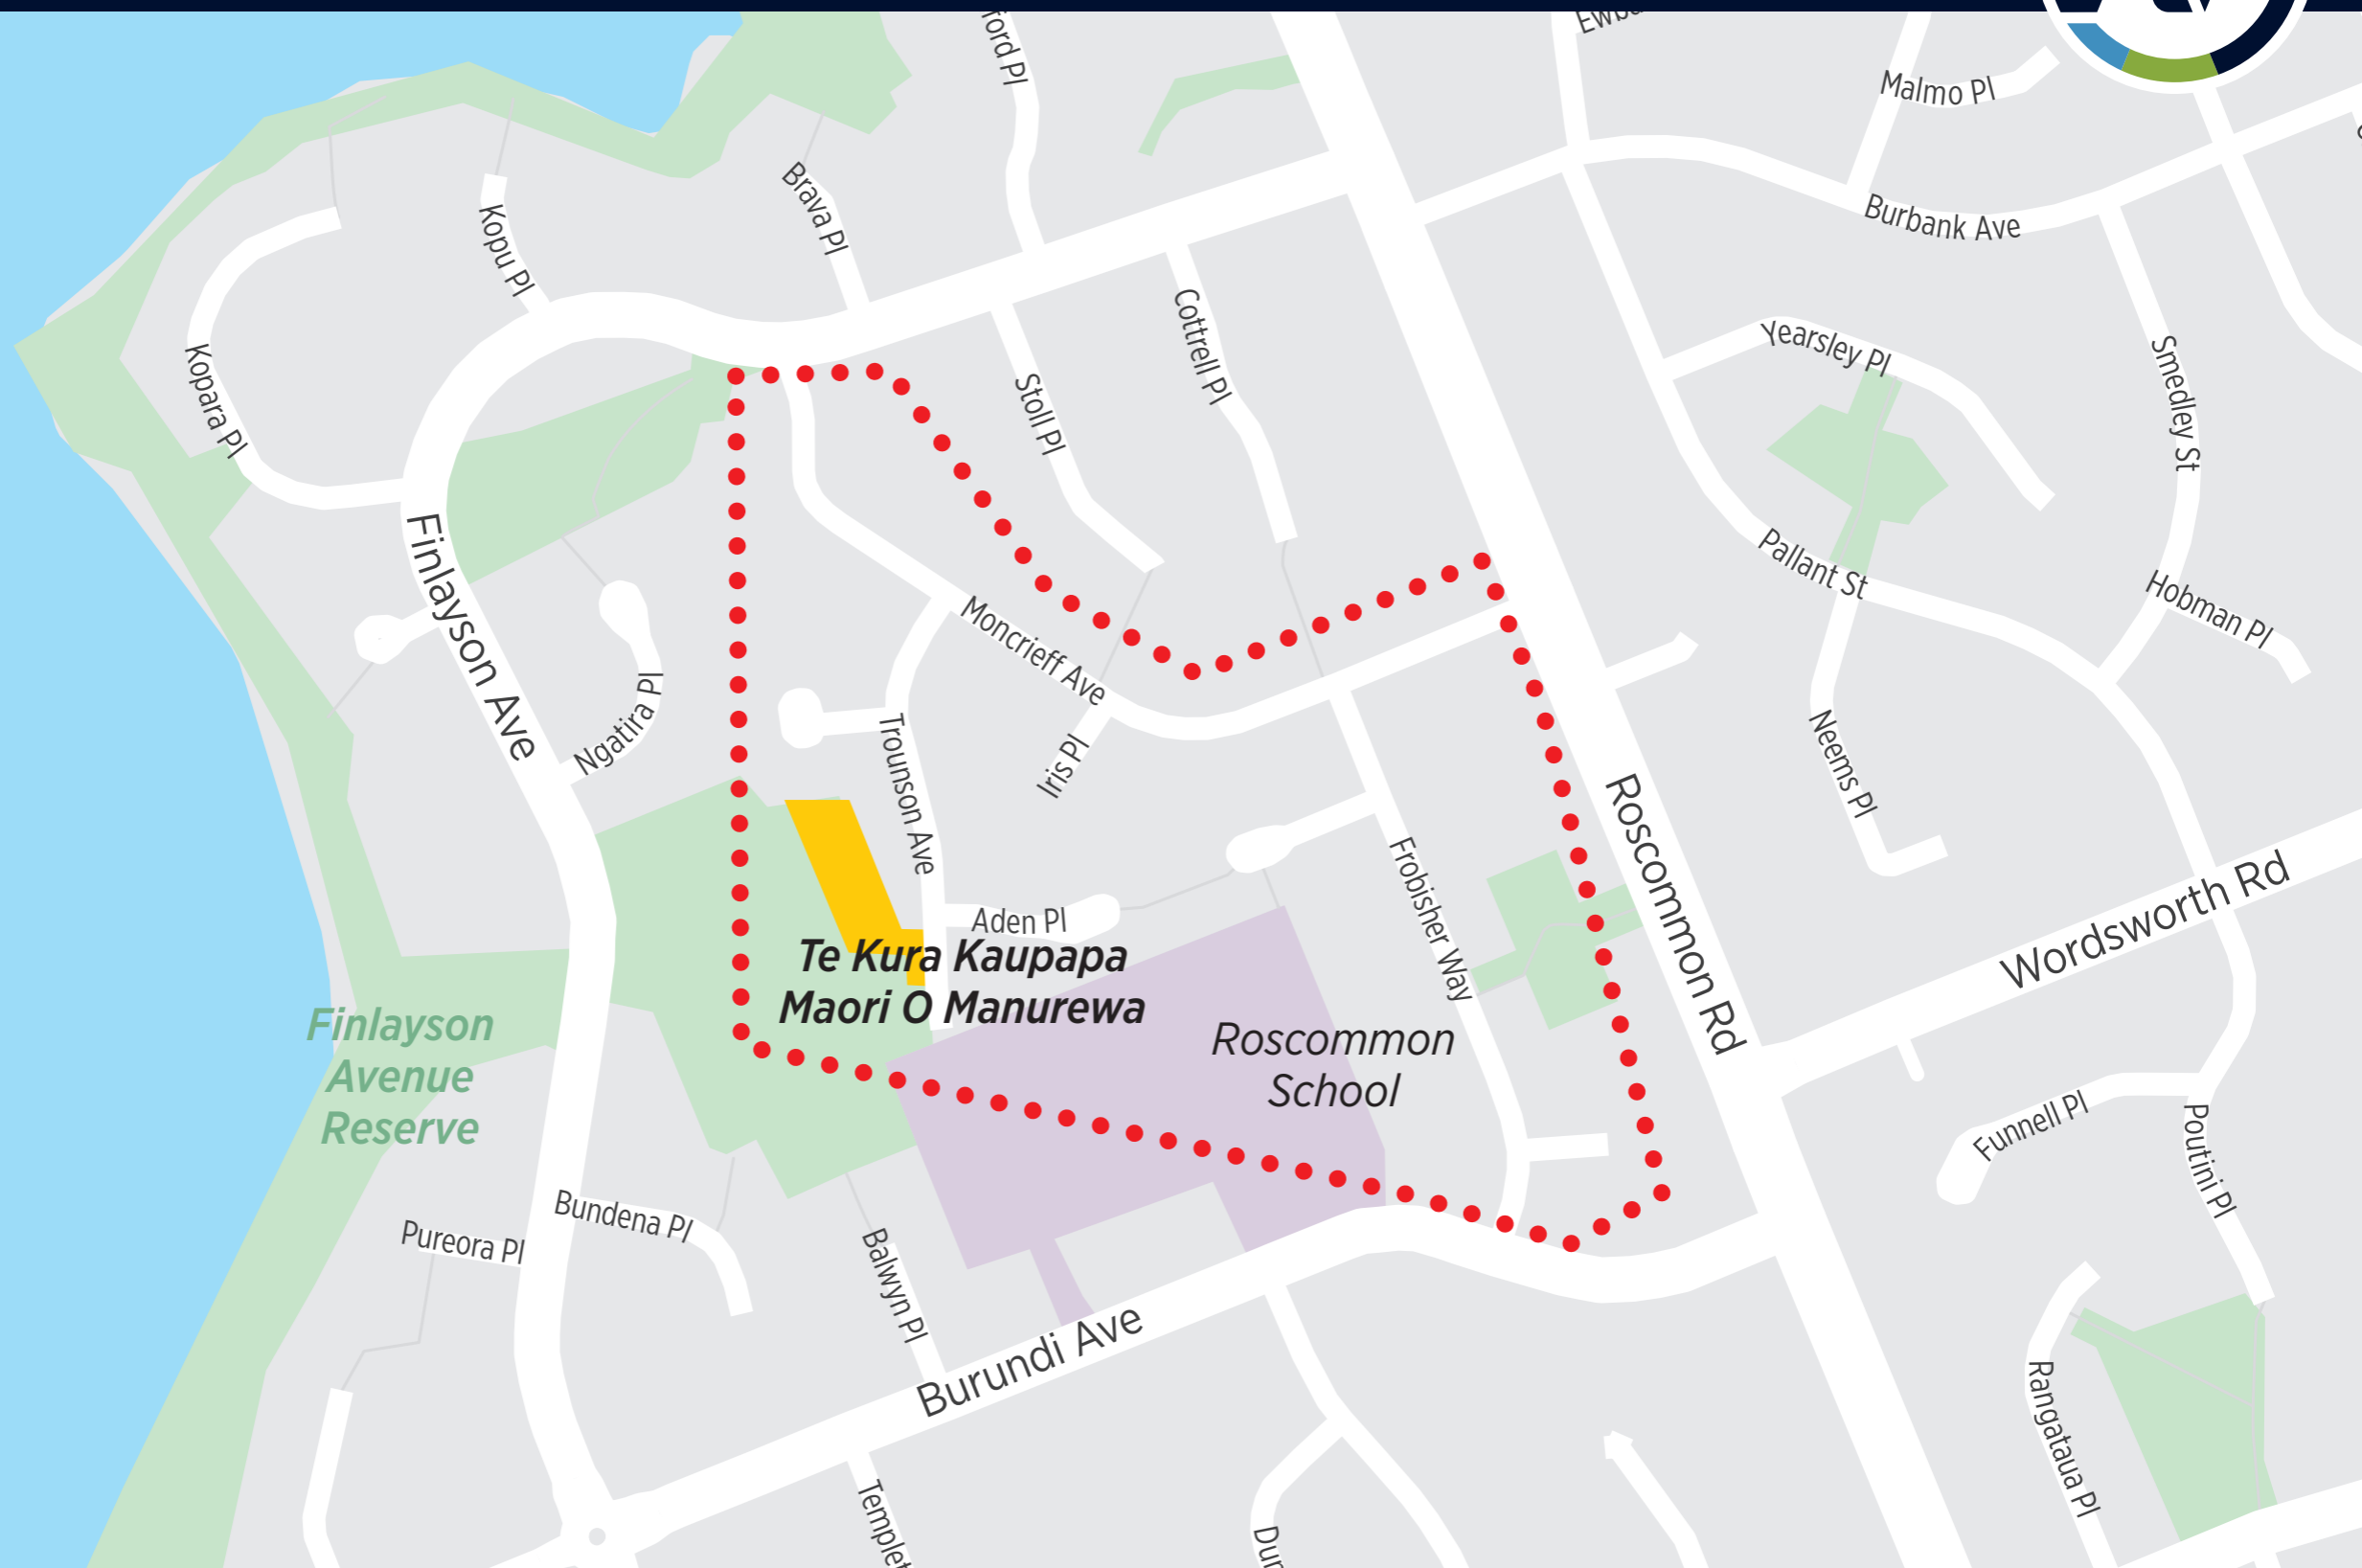 Malmo Pl
Burbank Ave
Brava Pl
Kopu Pl
Kopara Pl
Cottrell Pl
Stoll Pl
Yearsley Pl
Smedley St
Pallant St
Hobman Pl
Finlayson Ave
Ngatira Pl
Moncrieff Ave
Iris Pl
Trounson Ave
Neems Pl
Roscommon Rd
Frobisher Way
Wordsworth Rd
Aden Pl
Te Kura Kaupapa
Maori O Manurewa
Finlayson
Avenue
Reserve
Roscommon
School
Funnell Pl
Poutini Pl
Bundena Pl
Pureora Pl
Balwyn Pl
Burundi Ave
Rangataua Pl